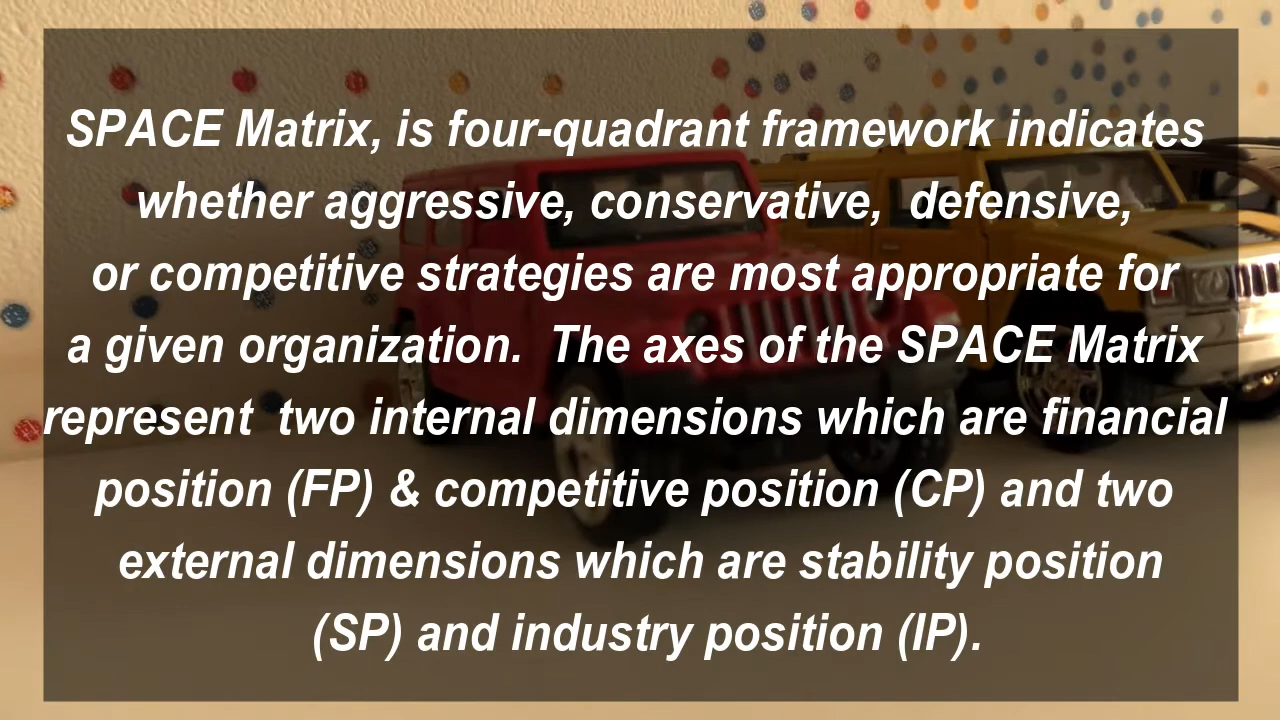 SPACE Matrix, is four-quadrant framework indicates
whether aggressive, conservative,  defensive,
or competitive strategies are most appropriate for
a given organization.  The axes of the SPACE Matrix
represent  two internal dimensions which are financial
position (FP) & competitive position (CP) and two
external dimensions which are stability position
(SP) and industry position (IP).